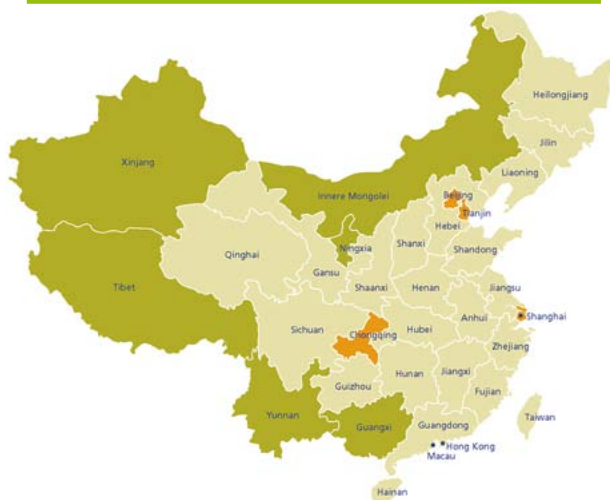 Heilongjiang
Jilin
Liaoning
Xinjang
Innere Mongolei
Beijing
Tianjin
Hebei
Ningxia
Shanxi
Shandong
Qinghai
Gansu
Tibet
Shaanxi
Henan
Jiangsu
Shanghai
Anhui
Sichuan
Chongqing
Hubei
Zhejiang
Hunan
Jiangxi
Guizhou
Fujian
Yunnan
Guangxi
Guangdong
Taiwan
Hong Kong
Macau
Hainan